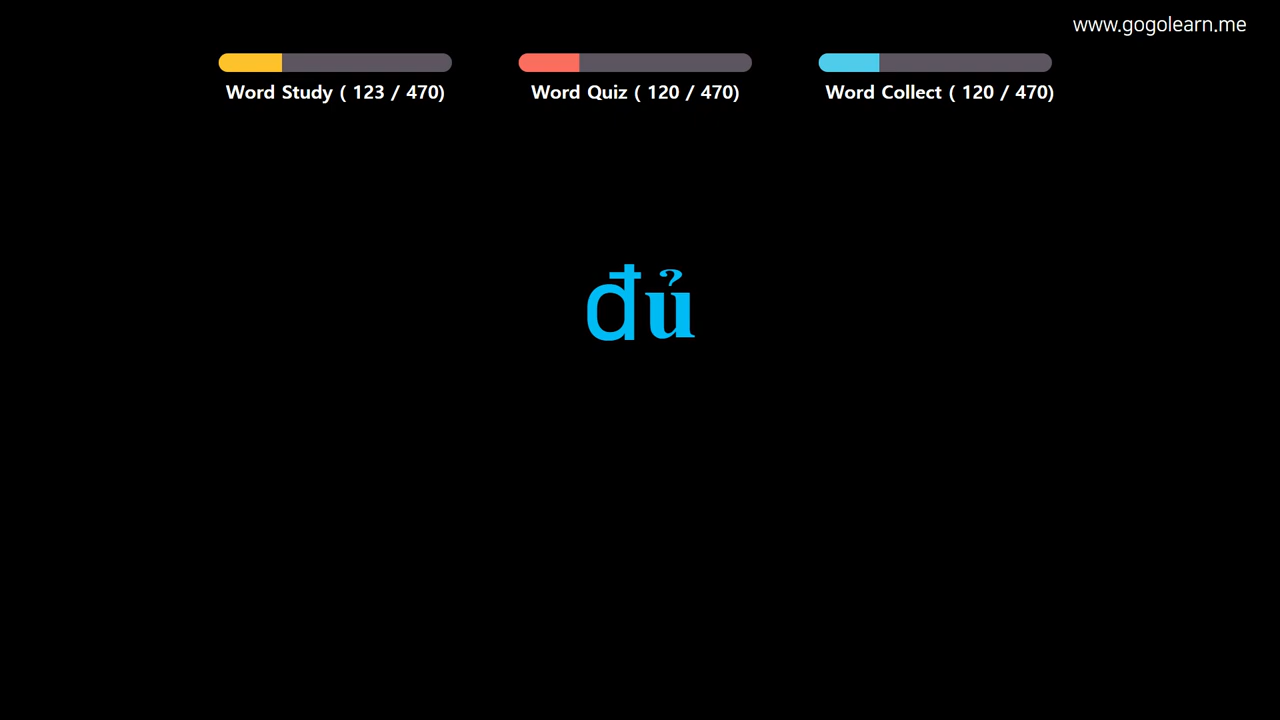 www.gogolearn.me
Word Study ( 123 / 470)
Word Quiz ( 120 / 470)
Word Collect ( 120 / 470)
đủ